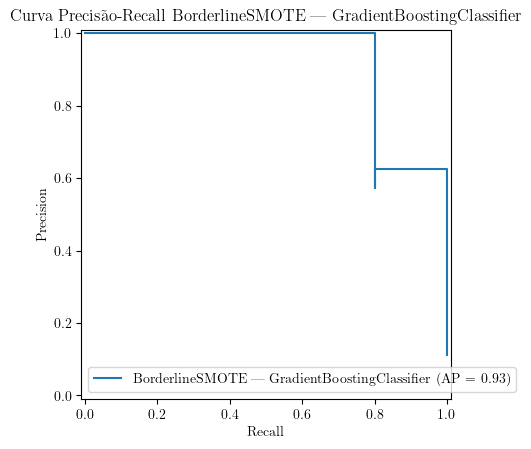 Curva Precisão-Recall BorderlineSMOTE — GradientBoostingClassifier
1.0
0.8
0.6
0.4
0.2
0.0
Precision
BorderlineSMOTE — GradientBoostingClassifier (AP = 0.93)
0.0 0.2 0.4 0.6 0.8 1.0
Recall